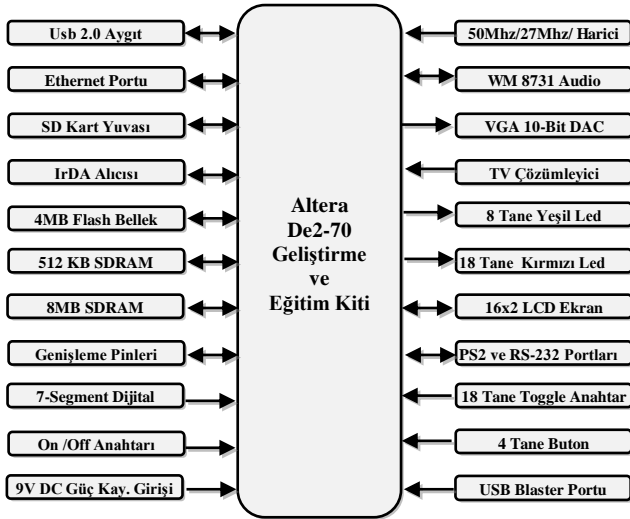 Usb 2.0 Aygıt
Ethernet Portu
SD Kart Yuvası
IrDA Alıcısı
4MB Flash Bellek
512 KB SDRAM
8MB SDRAM
Genişleme Pinleri
7-Segment Dijital
On /Off Anahtarı
9V DC Güç Kay. Girişi
Altera
De2-70
Geliştirme
ve
Eğitim Kiti
50Mhz/27Mhz/ Harici
WM 8731 Audio
VGA 10-Bit DAC
TV Çözümleyici
8 Tane Yeşil Led
18 Tane Kırmızı Led
16x2 LCD Ekran
PS2 ve RS-232 Portları
18 Tane Toggle Anahtar
4 Tane Buton
USB Blaster Portu